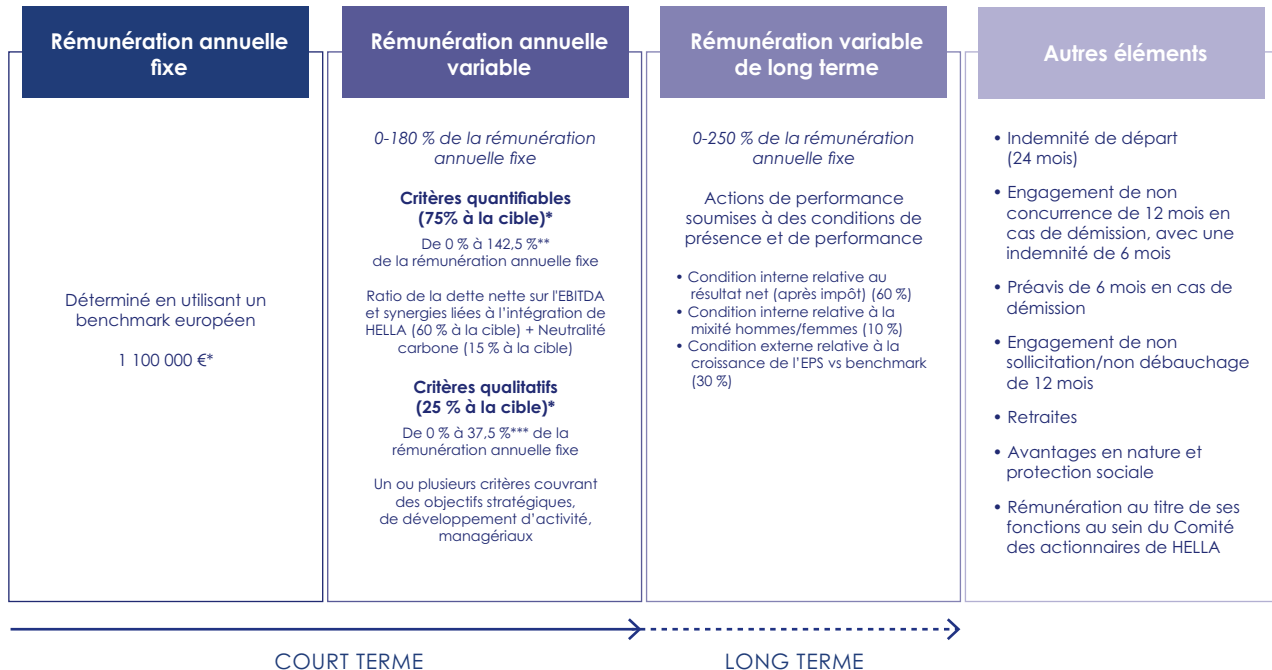 Rémunération annuelle
fixe
Déterminé en utilisant un
benchmark européen
1 100 000 €*
Rémunération annuelle
variable
0-180 % de la rémunération
annuelle fixe
Critères quantifiables
(75% à la cible)*
De 0 % à 142,5 %**
de la rémunération annuelle fixe
Ratio de la dette nette sur l'EBITDA
et synergies liées à l'intégration de
HELLA (60 % à la cible) + Neutralité
carbone (15 % à la cible)
Critères qualitatifs
(25 % à la cible)*
De 0 % à 37,5 %*** de la
rémunération annuelle fixe
Un ou plusieurs critères couvrant
des objectifs stratégiques,
de développement d'activité,
managériaux
Rémunération variable
de long terme
0-250 % de la rémunération
annuelle fixe
Actions de performance
soumises à des conditions de
présence et de performance
• Condition interne relative au
résultat net (après impôt) (60 %)
• Condition interne relative à la
mixité hommes/femmes (10 %)
• Condition externe relative à la
croissance de l'EPS vs benchmark
(30 %)
Autres éléments
• Indemnité de départ
(24 mois)
• Engagement de non
concurrence de 12 mois en
cas de démission, avec une
indemnité de 6 mois
• Préavis de 6 mois en cas de
démission
• Engagement de non
sollicitation/non débauchage
de 12 mois
• Retraites
• Avantages en nature et
protection sociale
• Rémunération au titre de ses
fonctions au sein du Comité
des actionnaires de HELLA
COURT TERME
LONG TERME